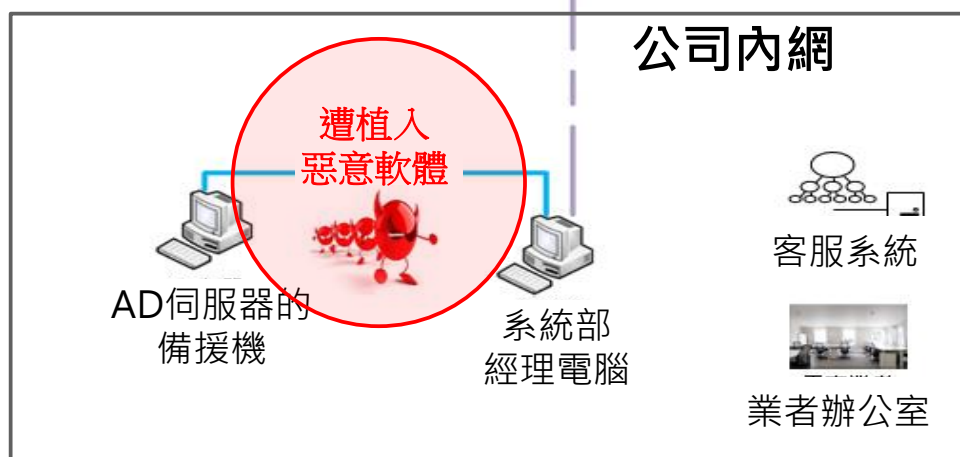 公司內網
遭植入
惡意軟體
AD伺服器的
備援機
系統部
經理電腦
客服系統
業者辦公室